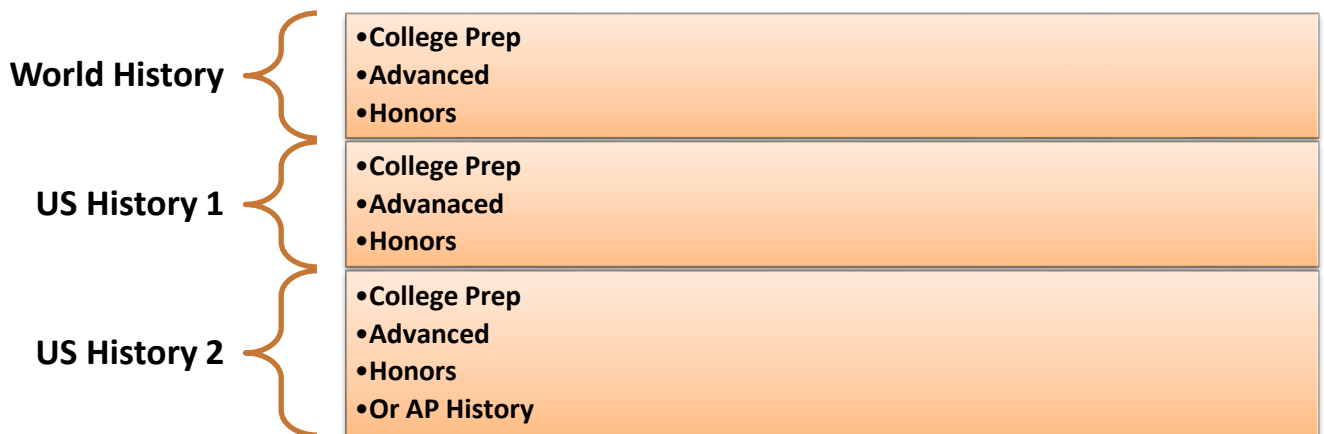 World History
•College Prep
•Advanced
•Honors
US History 1
•College Prep
•Advanaced
•Honors
US History 2
•College Prep
•Advanced
•Honors
•Or AP History